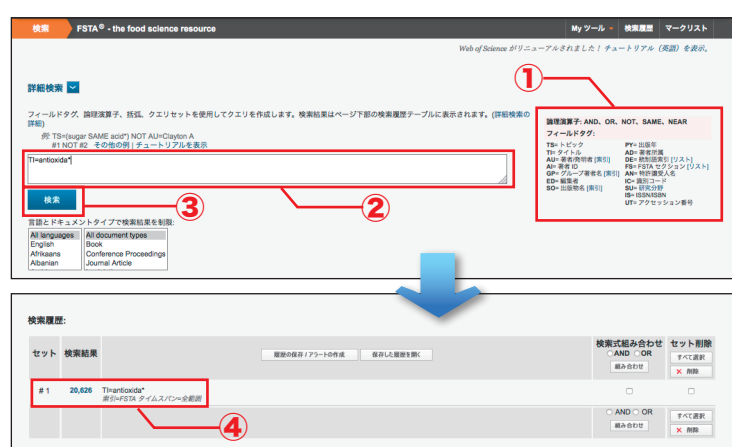 検索 FSTA® - the food science resource My ツール 検索履歴 マークリスト
Web of Science がリニューアルされました！ チュートリアル (英語) を表示。
詳細検索
①
フィールドタグ、論理演算子、括弧、クエリセットを使用してクエリを作成します。検索結果はページ下部の検索履歴テーブルに表示されます。(詳細検索の
詳細)
例: TS=(sugar SAME acid*) NOT AU=Clayton A
#1 NOT #2 その他の例 | チュートリアルを表示
TI=antioxida*
論理演算子: AND、OR、NOT、SAME、NEAR
フィールドタグ:
TS= トピック
TI= タイトル
AU= 著者/発明者 [索引]
AI= 著者 ID
GP= グループ著者名 [索引]
ED= 編集者
SO= 出版物名 [索引]
PY= 出版年
AD= 著者所属
DE= 統制語索引 [リスト]
FS= FSTA セクション [リスト]
AN= 特許譲受人名
IC= 識別コード
SU= 研究分野
IS= ISSN/ISBN
UT= アクセッション番号
検索
③
②
言語とドキュメントタイプで検索結果を制限:
All languages All document types
English Book
Afrikaans Conference Proceedings
Albanian Journal Article
検索履歴:
セット 検索結果 履歴の保存 / アラートの作成 保存した履歴を開く 検索式組み合わせ セット削除
AND OR すべて選択
組み合わせ × 削除
# 1 20,626 TI=antioxida*
索引=FSTA タイムスパン=全範囲
④
AND OR すべて選択
組み合わせ × 削除